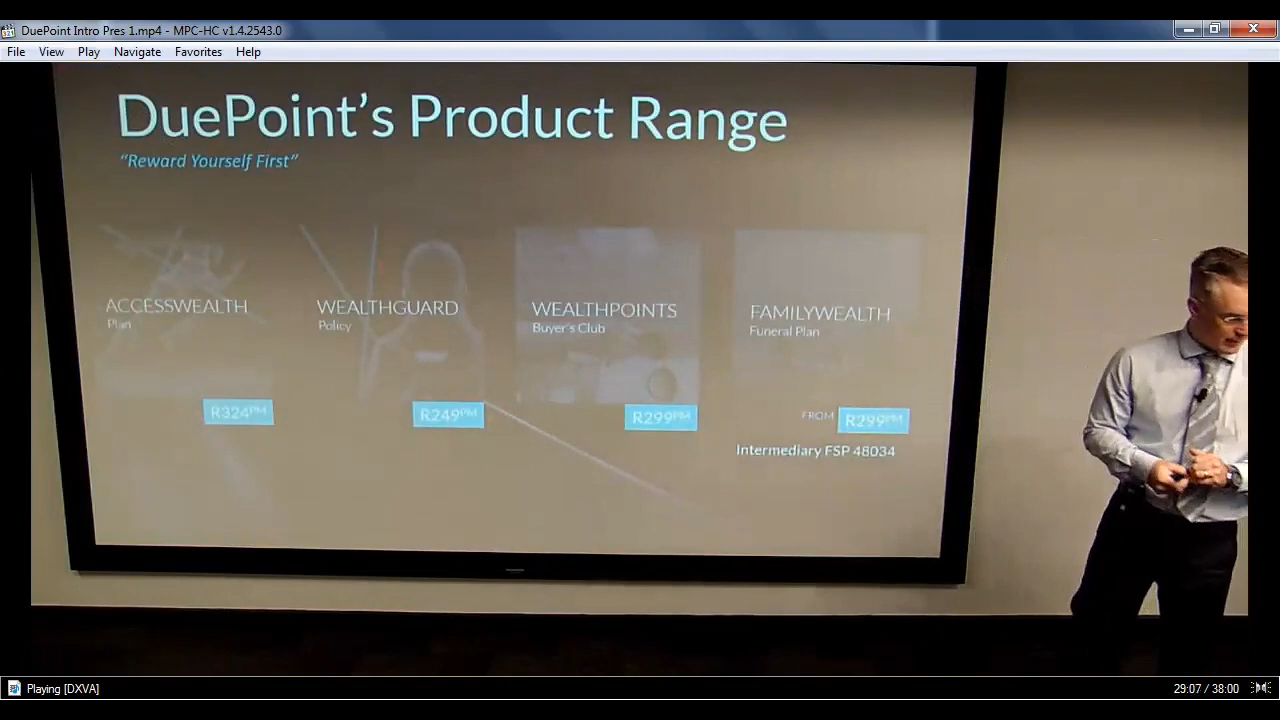 DuePoint Intro Pres 1.mp4 - MPC-HC v1.4.2543.0
File View Play Navigate Favorites Help
DuePoint's Product Range
"Reward Yourself First"
ACCESSWEALTH
Plan
WEALTHGUARD
Policy
WEALTHPOINTS
Buyer's Club
FAMILYWEALTH
Funeral Plan
R324PM
R249PM
R299PM
FROM R299PM
Intermediary FSP 48034
Playing [DXVA]
29:07 / 38:00